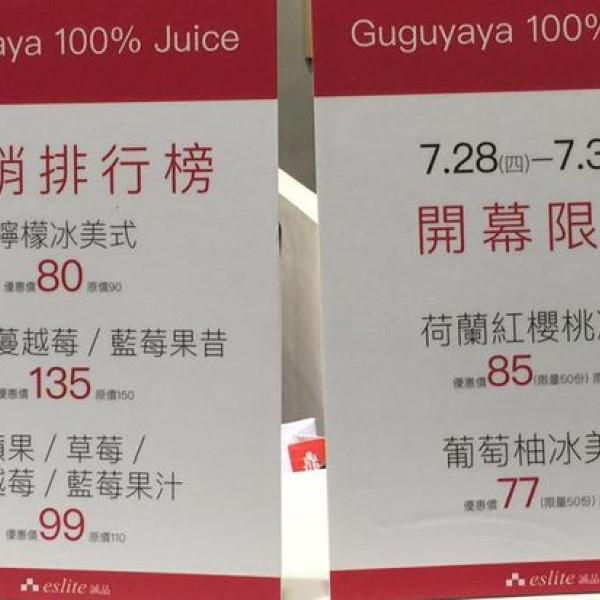 aya 100% Juice
銷排行榜
檸檬冰美式
優惠價80 原價90
蔓越莓 / 藍莓果昔
優惠價135 原價150
蘋果 / 草莓 /
越莓 / 藍莓果汁
優惠價99 原價110
eslite 誠品
Guguyaya 100%
7.28(四)—7.3
開幕限
荷蘭紅櫻桃冰
優惠價85(限量50份)
葡萄柚冰美
優惠價77(限量50份)
eslite 誠品